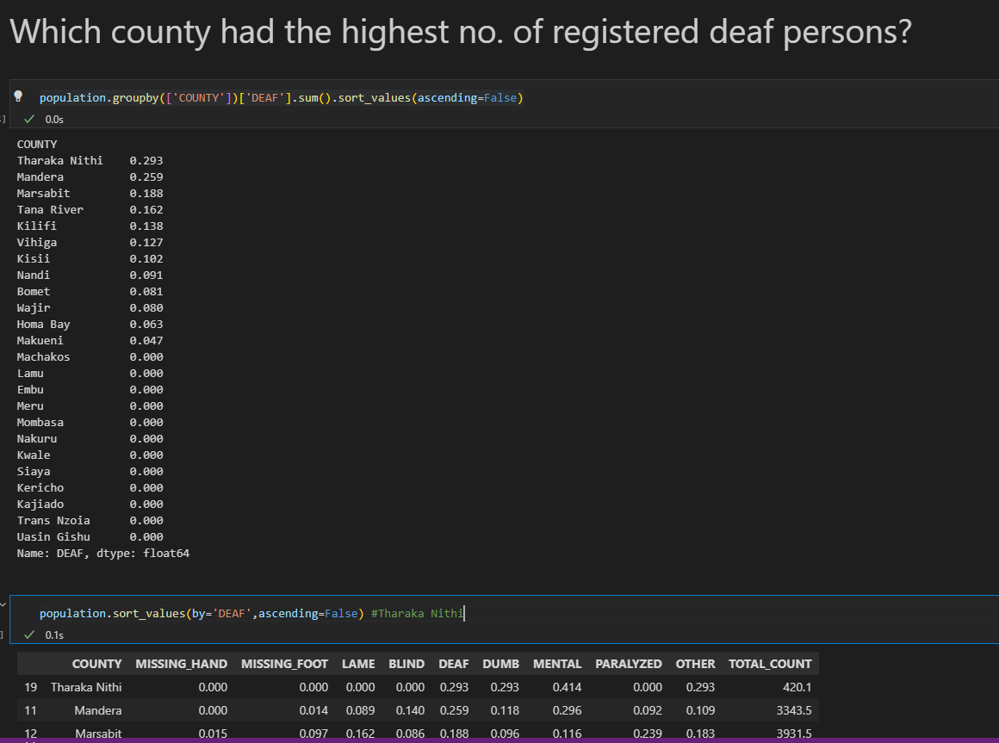 Which county had the highest no. of registered deaf persons?
population.groupby(['COUNTY'])['DEAF'].sum().sort_values(ascending=False)
0.0s
COUNTY
Tharaka Nithi 0.293
Mandera 0.259
Marsabit 0.188
Tana River 0.162
Kilifi 0.138
Vihiga 0.127
Kisii 0.102
Nandi 0.091
Bomet 0.081
Wajir 0.080
Homa Bay 0.063
Makueni 0.047
Machakos 0.000
Lamu 0.000
Embu 0.000
Meru 0.000
Mombasa 0.000
Nakuru 0.000
Kwale 0.000
Siaya 0.000
Kericho 0.000
Kajiado 0.000
Trans Nzoia 0.000
Uasin Gishu 0.000
Name: DEAF, dtype: float64
population.sort_values(by='DEAF',ascending=False) #Tharaka Nithi
0.1s
COUNTY MISSING_HAND MISSING_FOOT LAME BLIND DEAF DUMB MENTAL PARALYZED OTHER TOTAL_COUNT
19 Tharaka Nithi 0.000 0.000 0.000 0.000 0.293 0.293 0.414 0.000 0.293 420.1
11 Mandera 0.000 0.014 0.089 0.140 0.259 0.118 0.296 0.092 0.109 3343.5
12 Marsabit 0.015 0.097 0.162 0.086 0.188 0.096 0.116 0.239 0.183 3931.5